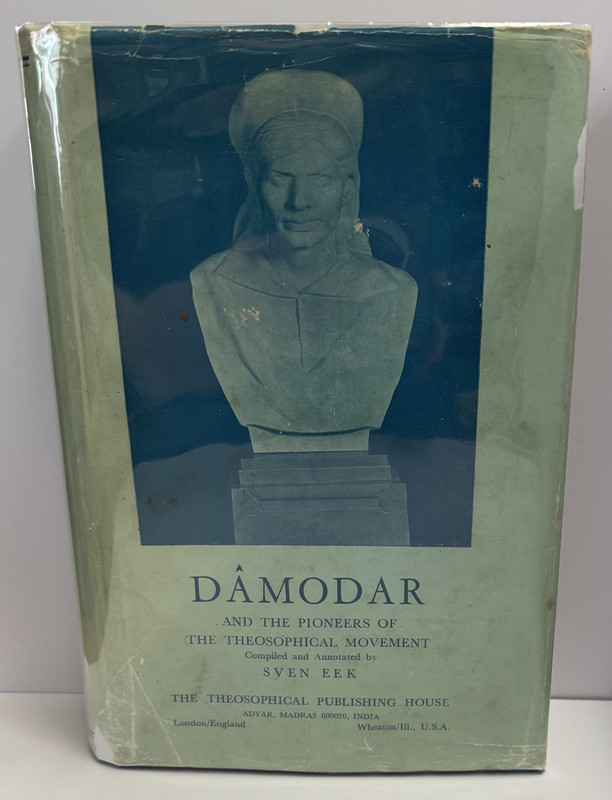 DÂMODAR
AND THE PIONEERS OF
THE THEOSOPHICAL MOVEMENT
Compiled and Annotated by
SVEN EEK
THE THEOSOPHICAL PUBLISHING HOUSE
ADYAR, MADRAS 600020, INDIA
London/England Wheaton/Ill., U.S.A.